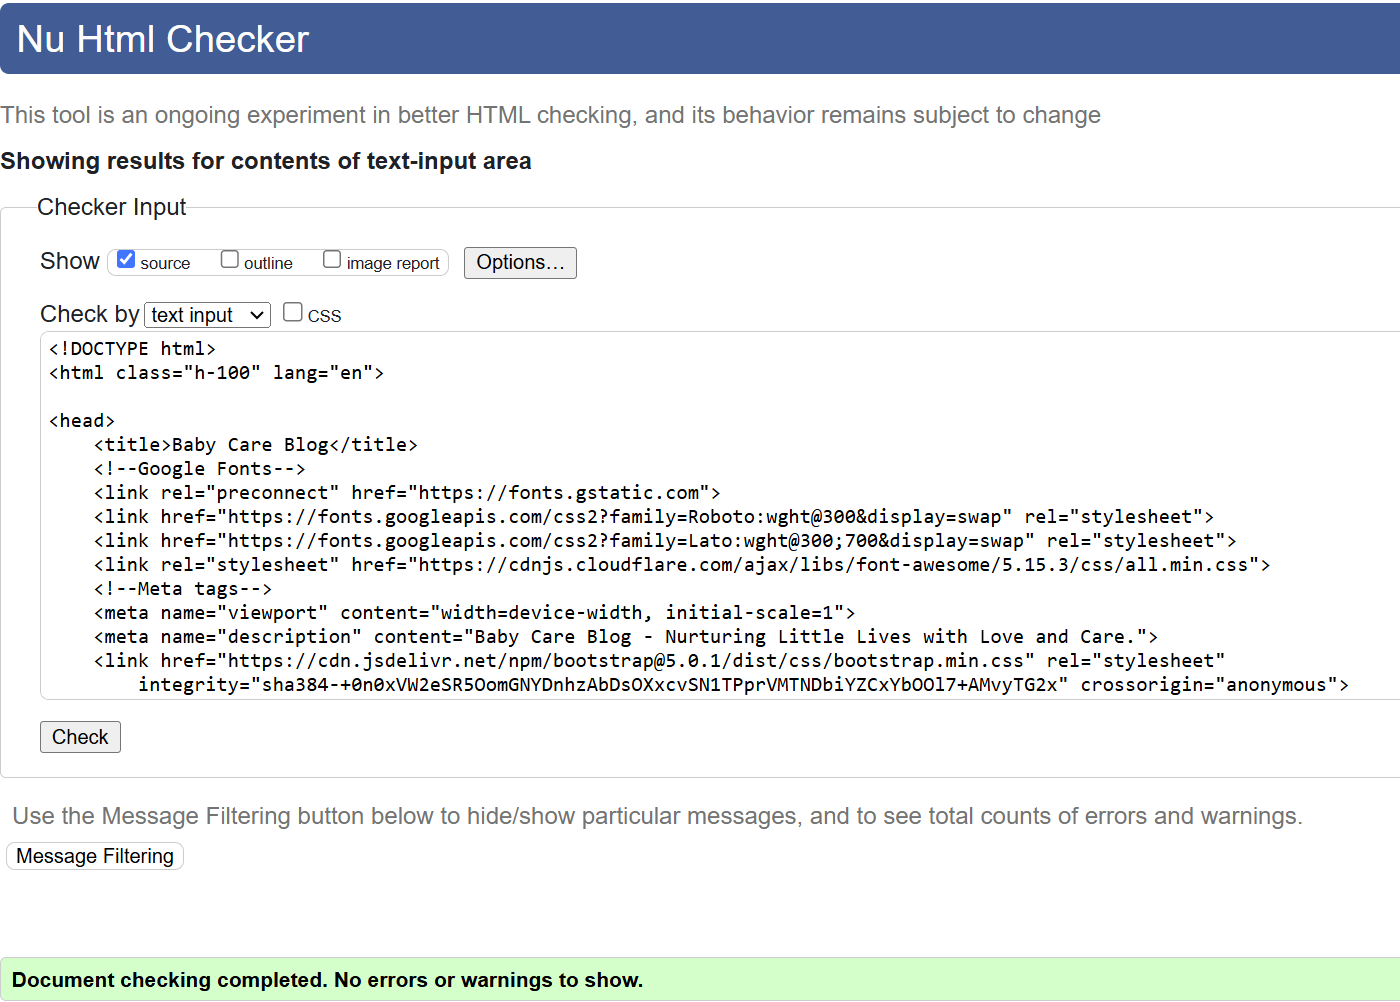 Nu Html Checker
This tool is an ongoing experiment in better HTML checking, and its behavior remains subject to change
Showing results for contents of text-input area
Checker Input
Show source outline image report Options...
Check by text input CSS
<!DOCTYPE html>
<html class="h-100" lang="en">
<head>
    <title>Baby Care Blog</title>
    <!--Google Fonts-->
    <link rel="preconnect" href="https://fonts.gstatic.com">
    <link href="https://fonts.googleapis.com/css2?family=Roboto:wght@300&display=swap" rel="stylesheet">
    <link href="https://fonts.googleapis.com/css2?family=Lato:wght@300;700&display=swap" rel="stylesheet">
    <link rel="stylesheet" href="https://cdnjs.cloudflare.com/ajax/libs/font-awesome/5.15.3/css/all.min.css">
    <!--Meta tags-->
    <meta name="viewport" content="width=device-width, initial-scale=1">
    <meta name="description" content="Baby Care Blog - Nurturing Little Lives with Love and Care.">
    <link href="https://cdn.jsdelivr.net/npm/bootstrap@5.0.1/dist/css/bootstrap.min.css" rel="stylesheet"
        integrity="sha384-+0n0xVW2eSR5OomGNYDnhzAbDsOXxcvSN1TPprVMTNDbiYZCxYbOOl7+AMvyTG2x" crossorigin="anonymous">
Check
Use the Message Filtering button below to hide/show particular messages, and to see total counts of errors and warnings.
Message Filtering
Document checking completed. No errors or warnings to show.